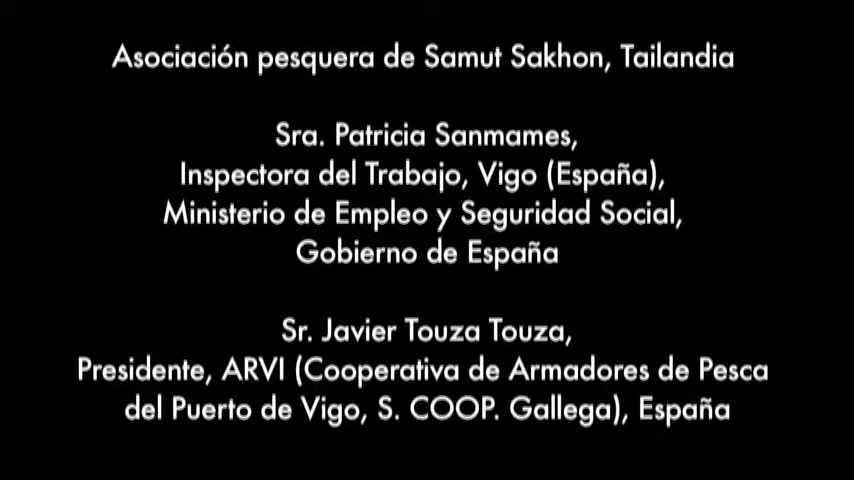 Asociación pesquera de Samut Sakhon, Tailandia
Sra. Patricia Sanmames,
Inspectora del Trabajo, Vigo (España),
Ministerio de Empleo y Seguridad Social,
Gobierno de España
Sr. Javier Touza Touza,
Presidente, ARVI (Cooperativa de Armadores de Pesca
del Puerto de Vigo, S. COOP. Gallega), España